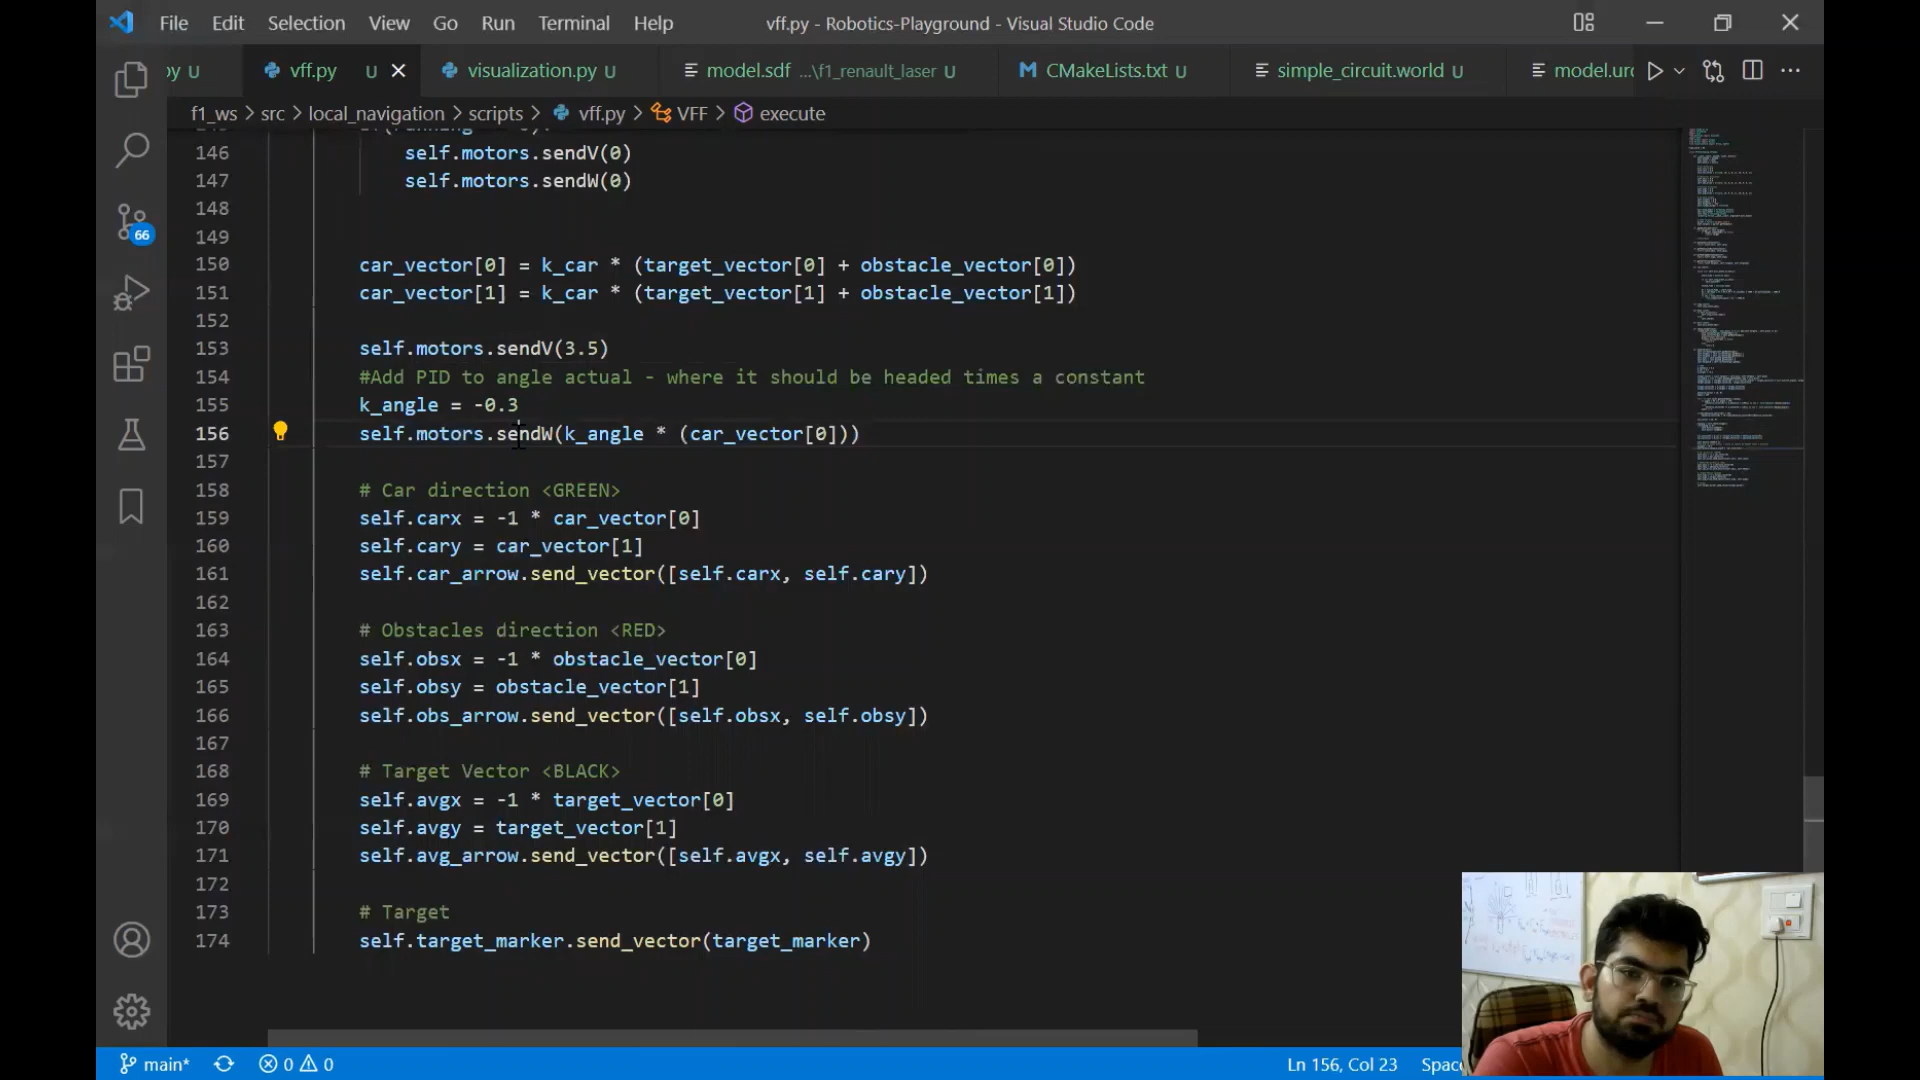 File Edit Selection View Go Run Terminal Help vff.py - Robotics-Playground - Visual Studio Code
py U vff.py U visualization.py U model.sdf ...\f1_renault_laser U CMakeLists.txt U simple_circuit.world U model.urd
f1_ws > src > local_navigation > scripts > vff.py > VFF > execute
146 self.motors.sendV(0)
147 self.motors.sendW(0)
148
149
150 car_vector[0] = k_car * (target_vector[0] + obstacle_vector[0])
151 car_vector[1] = k_car * (target_vector[1] + obstacle_vector[1])
152
153 self.motors.sendV(3.5)
154 #Add PID to angle actual - where it should be headed times a constant
155 k_angle = -0.3
156 self.motors.sendW(k_angle * (car_vector[0]))
157
158 # Car direction <GREEN>
159 self.carx = -1 * car_vector[0]
160 self.cary = car_vector[1]
161 self.car_arrow.send_vector([self.carx, self.cary])
162
163 # Obstacles direction <RED>
164 self.obsx = -1 * obstacle_vector[0]
165 self.obsy = obstacle_vector[1]
166 self.obs_arrow.send_vector([self.obsx, self.obsy])
167
168 # Target Vector <BLACK>
169 self.avgx = -1 * target_vector[0]
170 self.avgy = target_vector[1]
171 self.avg_arrow.send_vector([self.avgx, self.avgy])
172
173 # Target
174 self.target_marker.send_vector(target_marker)
66
main* 0 0 Ln 156, Col 23 Space